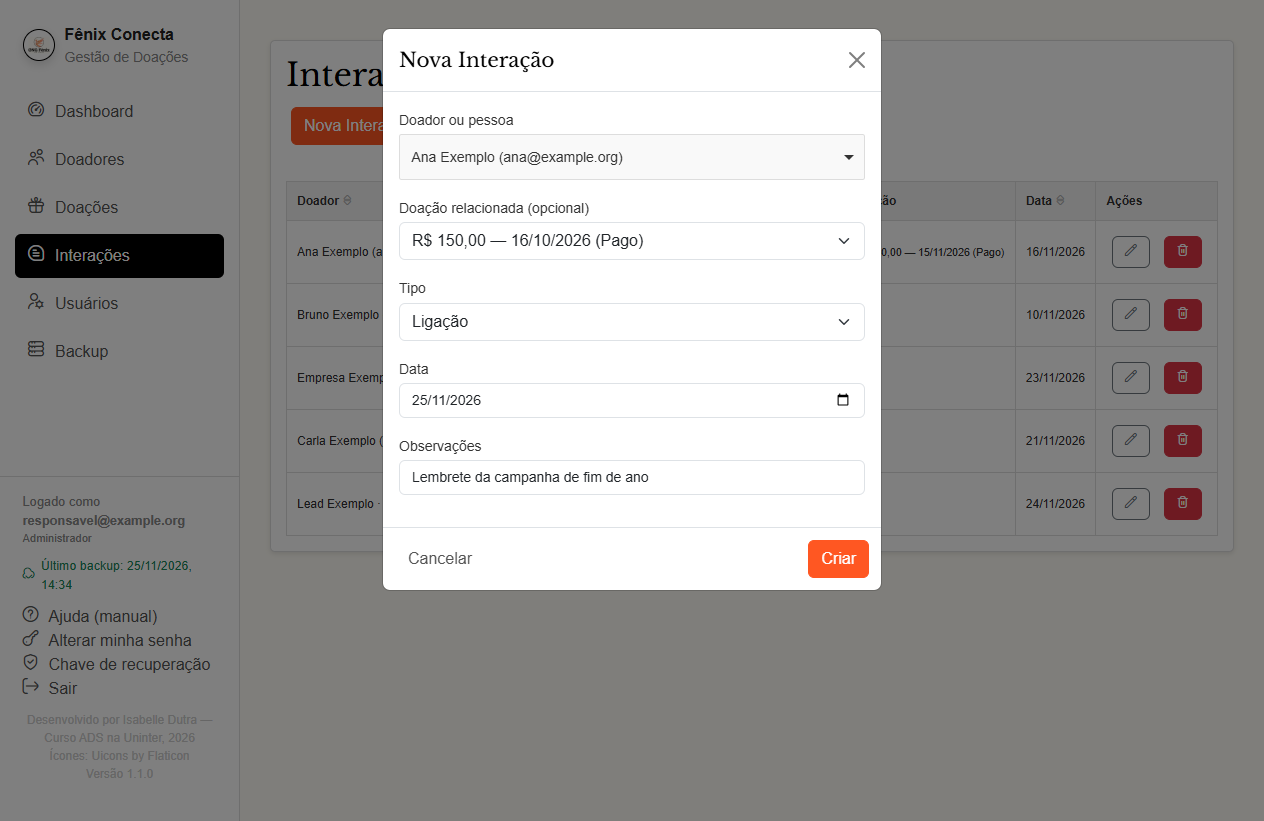 Fênix Conecta
Gestão de Doações
Dashboard
Doadores
Doações
Interações
Usuários
Backup
Logado como
responsavel@example.org
Administrador
Último backup: 25/11/2026,
14:34
Ajuda (manual)
Alterar minha senha
Chave de recuperação
Sair
Desenvolvido por Isabelle Dutra —
Curso ADS na Uninter, 2026
Ícones: Uicons by Flaticon
Versão 1.1.0
Intera
Nova Intera
Doador
ão
Data
Ações
Ana Exemplo (a
0,00 — 15/11/2026 (Pago)
16/11/2026
Bruno Exemplo
10/11/2026
Empresa Exemp
23/11/2026
Carla Exemplo (
21/11/2026
Lead Exemplo ·
24/11/2026
Nova Interação
Doador ou pessoa
Ana Exemplo (ana@example.org)
Doação relacionada (opcional)
R$ 150,00 — 16/10/2026 (Pago)
Tipo
Ligação
Data
25/11/2026
Observações
Lembrete da campanha de fim de ano
Cancelar
Criar